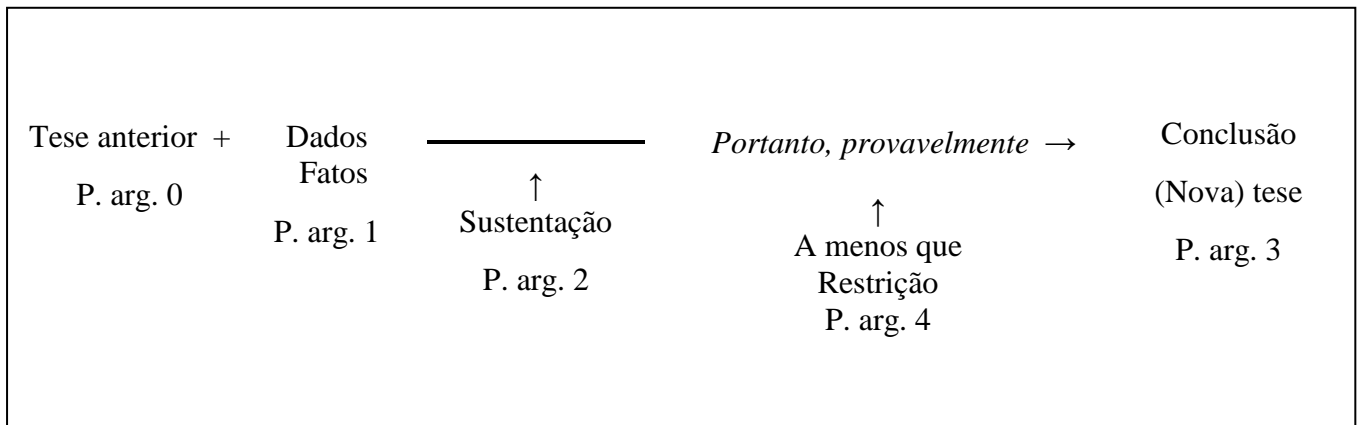 Tese anterior +
P. arg. 0
Dados
Fatos
P. arg. 1
↑
Sustentação
P. arg. 2
Portanto, provavelmente →
↑
A menos que
Restrição
P. arg. 4
Conclusão
(Nova) tese
P. arg. 3